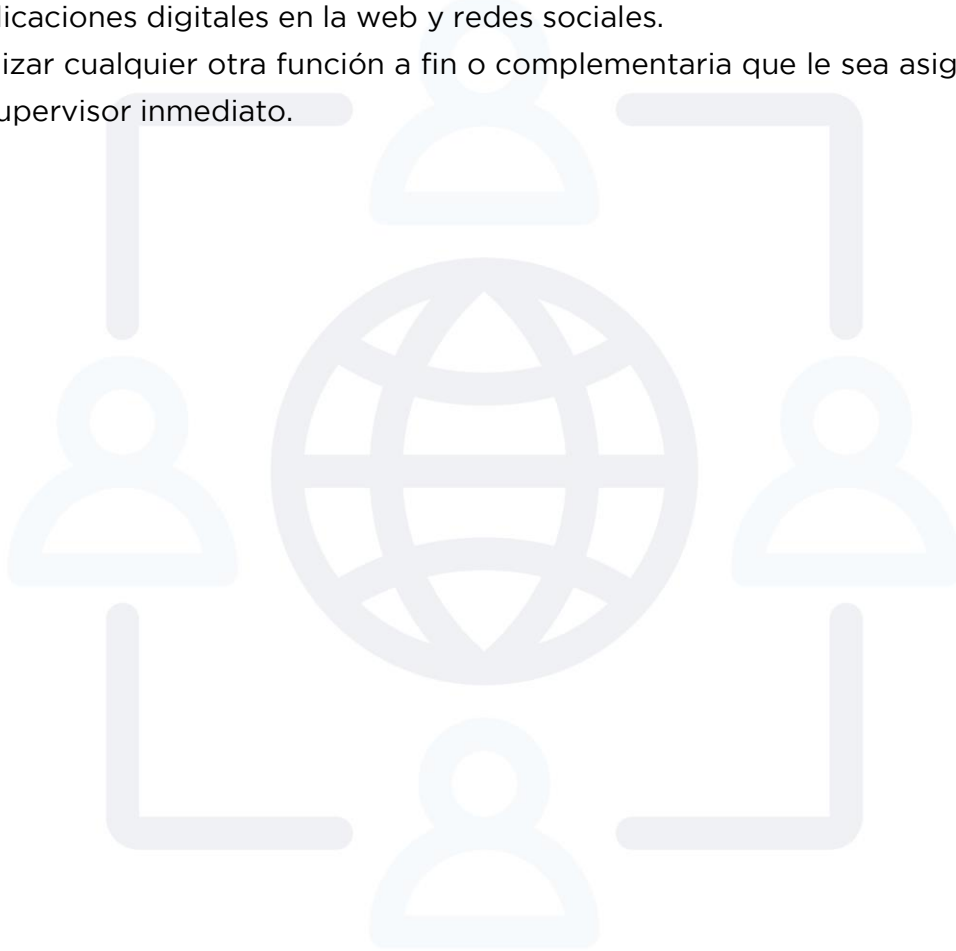 licaciones digitales en la web y redes sociales.
izar cualquier otra función a fin o complementaria que le sea asig
upervisor inmediato.